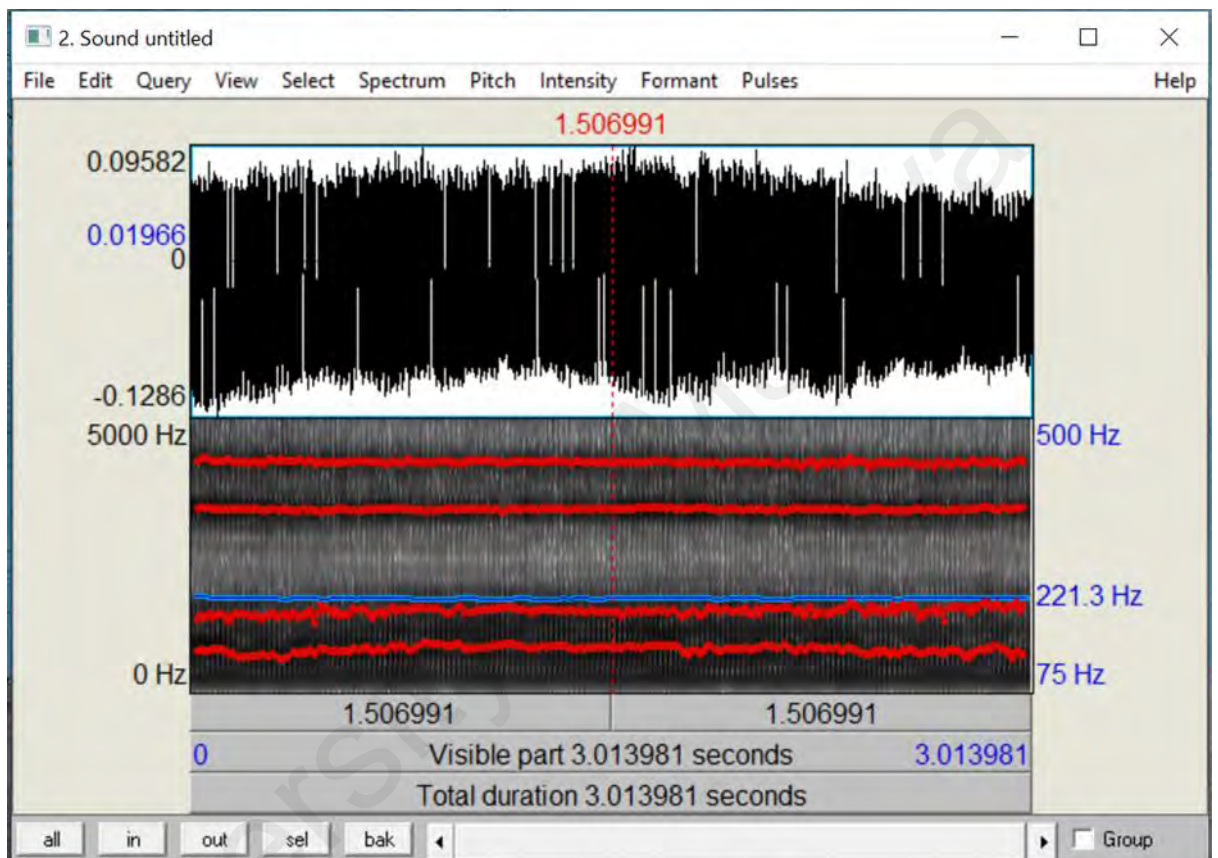 2. Sound untitled
File Edit Query View Select Spectrum Pitch Intensity Formant Pulses Help
1.506991
0.09582
0.01966
0
-0.1286
5000 Hz 500 Hz
221.3 Hz
0 Hz 75 Hz
1.506991 1.506991
0 Visible part 3.013981 seconds 3.013981
Total duration 3.013981 seconds
all in out sel bak Group